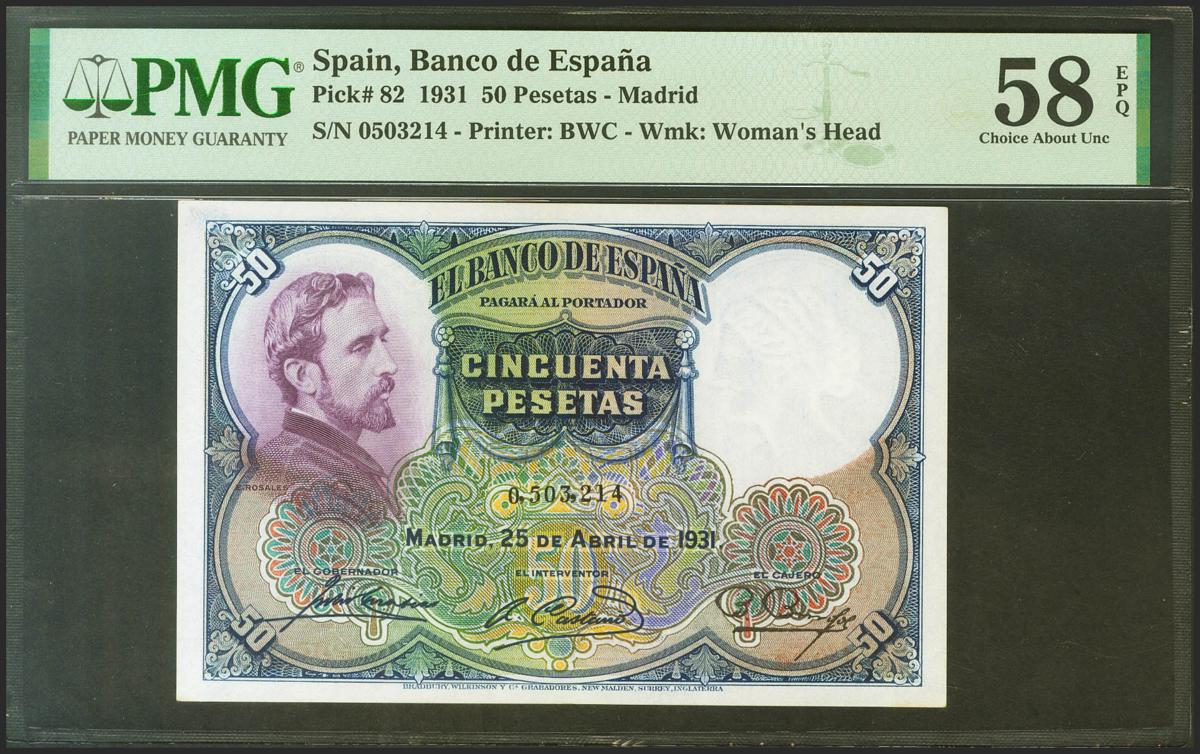 PMG®
PAPER MONEY GUARANTY
Spain, Banco de España
Pick# 82 1931 50 Pesetas - Madrid
S/N 0503214 - Printer: BWC - Wmk: Woman's Head
58
EPQ
Choice About Unc
50
50
EL BANCO DE ESPAÑA
PAGARÁ AL PORTADOR
CINCUENTA
PESETAS
E. ROSALES
0,503,214
MADRID, 25 DE ABRIL DE 1931
50
EL GOBERNADOR
EL INTERVENTOR
EL CAJERO
50
50
BRADBURY, WILKINSON Y Cª GRABADORES, NEW MALDEN, SURREY, INGLATERRA